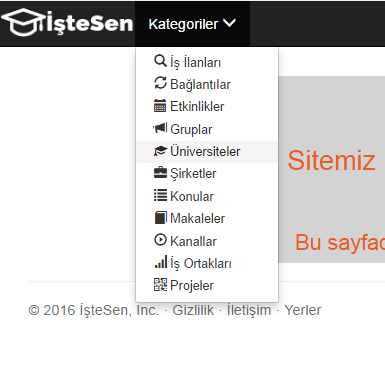 İşteSen
Kategoriler
İş İlanları
Bağlantılar
Etkinlikler
Gruplar
Üniversiteler
Şirketler
Konular
Makaleler
Kanallar
İş Ortakları
Projeler
Sitemiz
Bu sayfad
© 2016 İşteSen, Inc. · Gizlilik · İletişim · Yerler